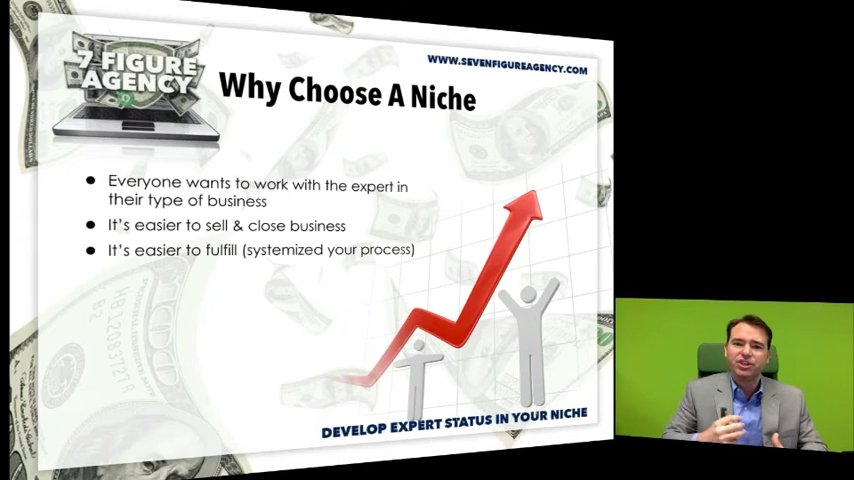 7 FIGURE
AGENCY
WWW.SEVENFIGUREAGENCY.COM
Why Choose A Niche
● Everyone wants to work with the expert in
their type of business
● It's easier to sell & close business
● It's easier to fulfill (systemized your process)
DEVELOP EXPERT STATUS IN YOUR NICHE
HB12083727R